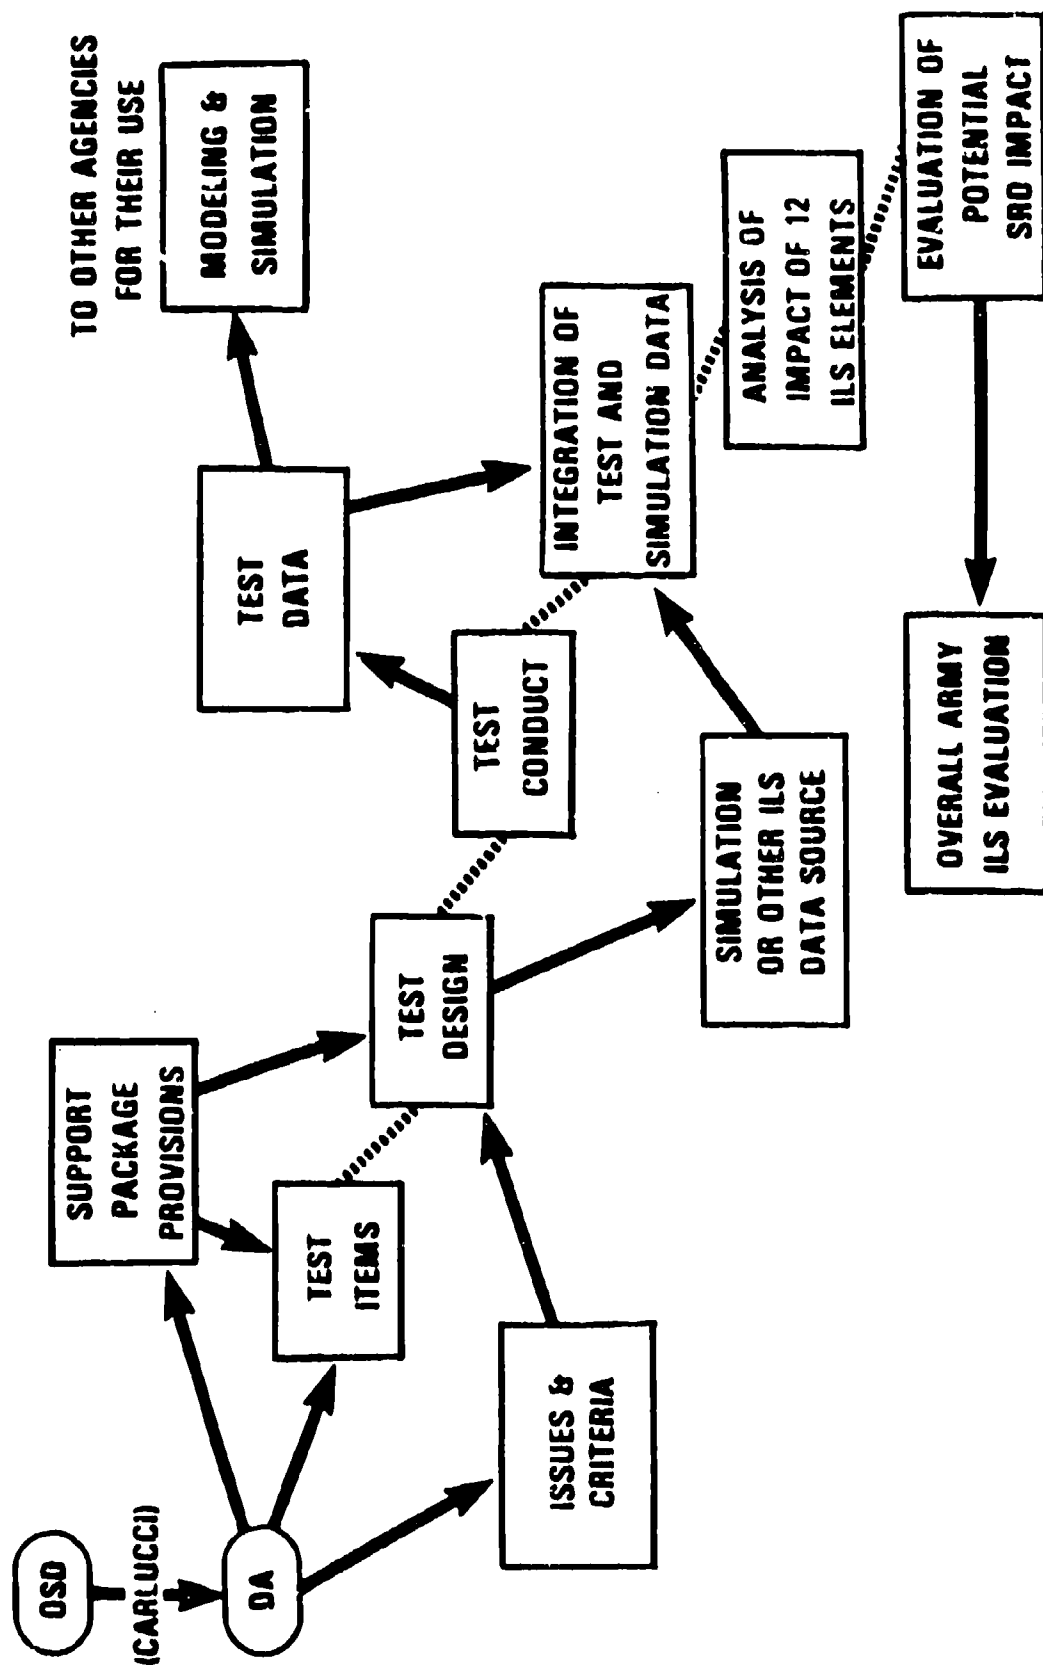 OSD
(CARLUCCI)
DA
SUPPORT
PACKAGE
PROVISIONS
TEST
ITEMS
ISSUES &
CRITERIA
TEST
DESIGN
TEST
CONDUCT
SIMULATION
OR OTHER ILS
DATA SOURCE
TEST
DATA
TO OTHER AGENCIES
FOR THEIR USE
MODELING &
SIMULATION
INTEGRATION OF
TEST AND
SIMULATION DATA
ANALYSIS OF
IMPACT OF 12
ILS ELEMENTS
EVALUATION OF
POTENTIAL
SRO IMPACT
OVERALL ARMY
ILS EVALUATION